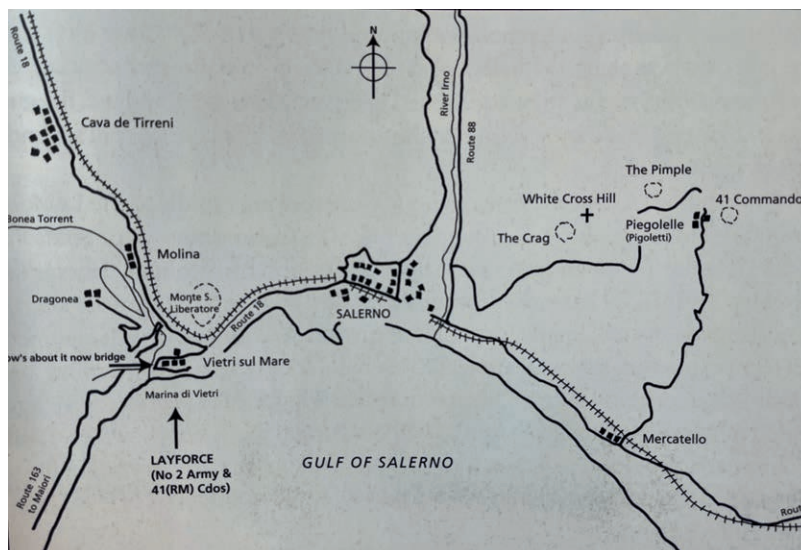 Route 18
N
Cava de Tirreni
River Irno
Route 88
The Pimple
White Cross Hill
41 Commando
The Crag
Piegolelle
(Pigoletti)
Bonea Torrent
Molina
Dragonea
Monte S.
Liberatore
Route 18
SALERNO
ow's about it now bridge
Vietri sul Mare
Marina di Vietri
Mercatello
LAYFORCE
(No 2 Army &
41(RM) Cdos)
GULF OF SALERNO
Route 163
to Maiori
Rou